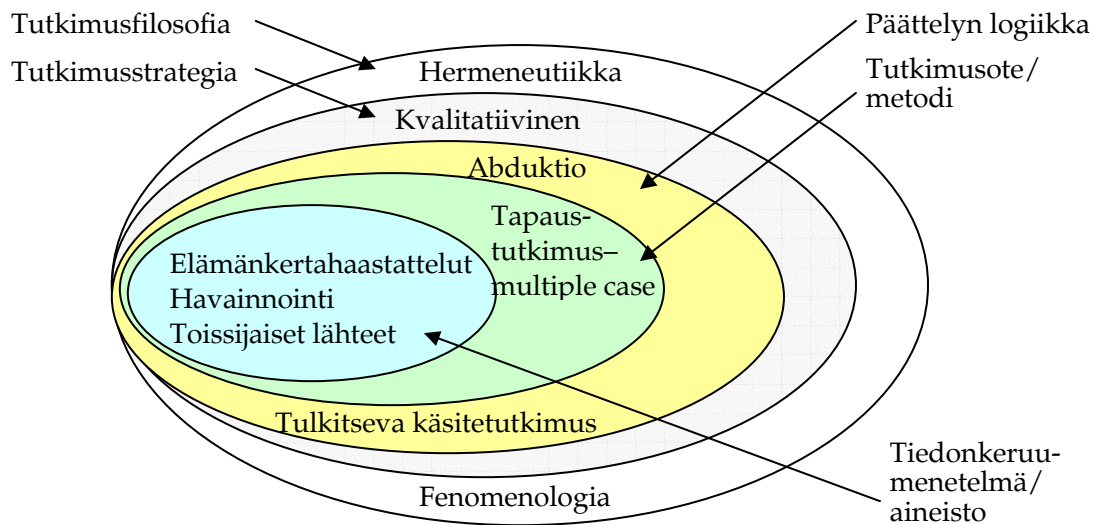 Tutkimusfilosofia
Tutkimusstrategia
Päättelyn logiikka
Tutkimusote/
metodi
Hermeneutiikka
Kvalitatiivinen
Abduktio
Tapaus-
tutkimus–
multiple case
Elämänkertahaastattelut
Havainnointi
Toissijaiset lähteet
Tulkitseva käsitetutkimus
Fenomenologia
Tiedonkeruu-
menetelmä/
aineisto